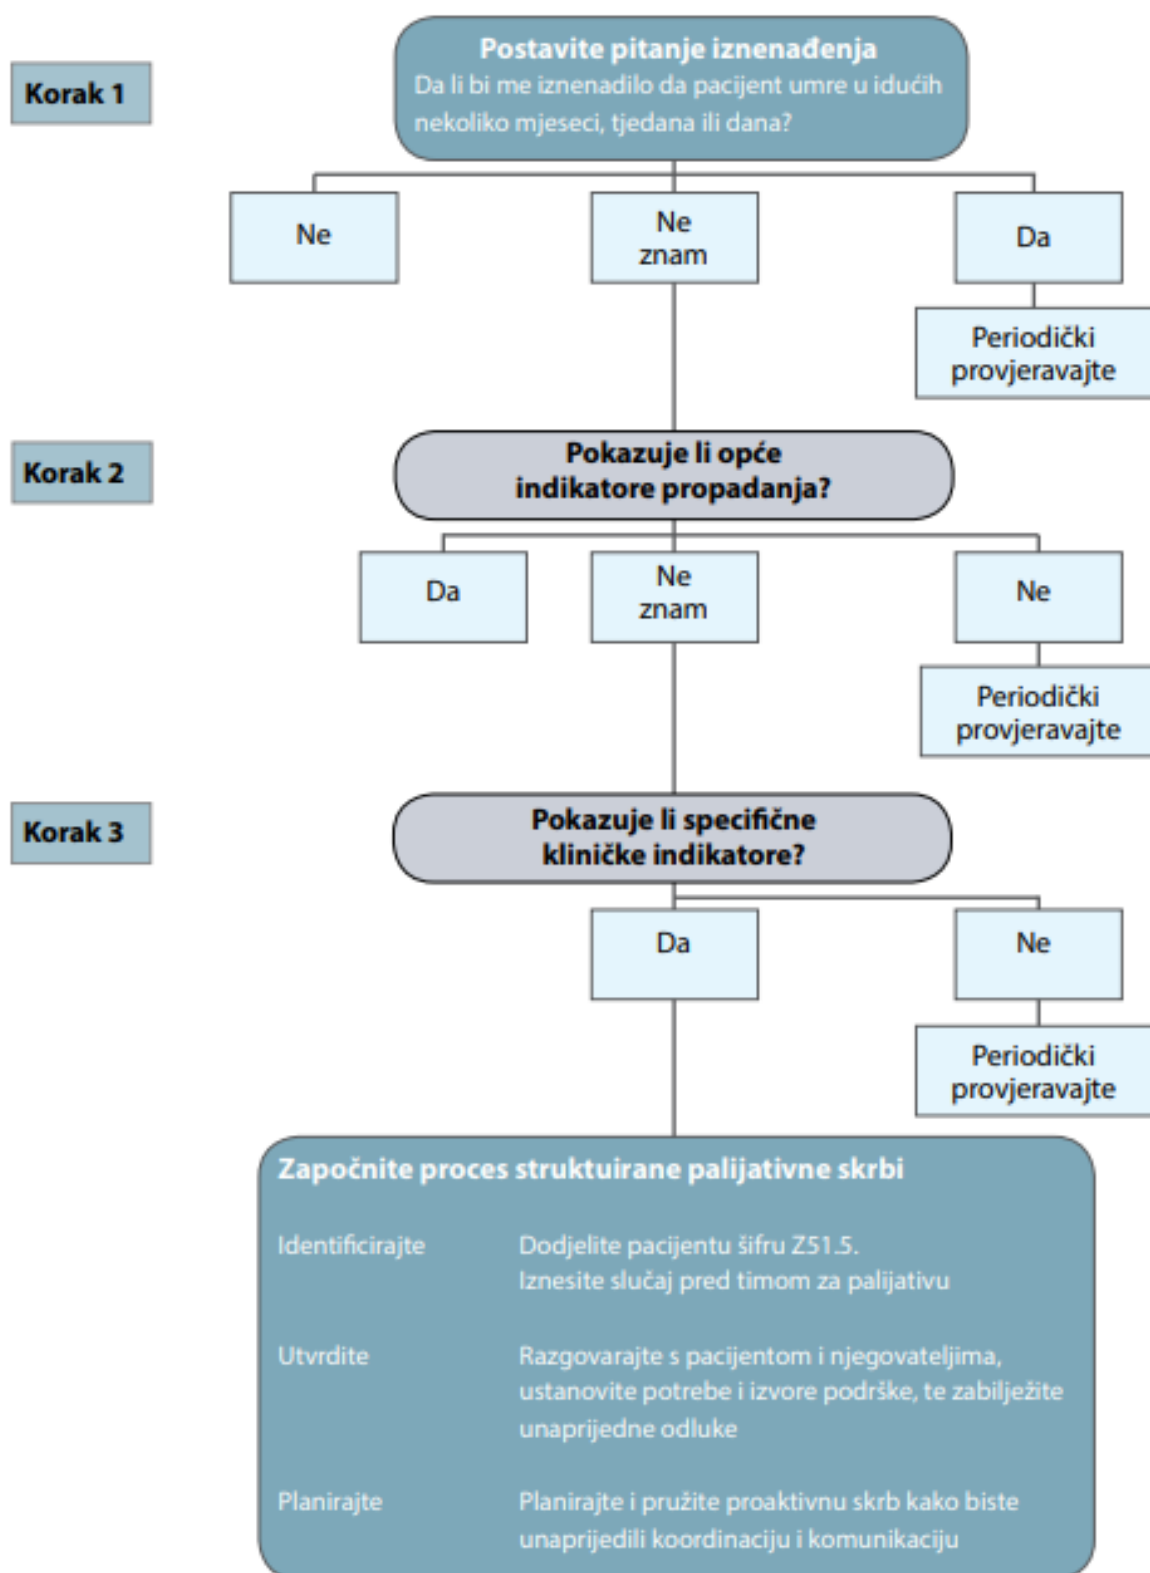 Korak 1
Postavite pitanje iznenađenja
Da li bi me iznenadilo da pacijent umre u idućih
nekoliko mjeseci, tjedana ili dana?
Ne
Ne
znam
Da
Periodički
provjeravajte
Korak 2
Pokazuje li opće
indikatore propadanja?
Da
Ne
znam
Ne
Periodički
provjeravajte
Korak 3
Pokazuje li specifične
kliničke indikatore?
Da
Ne
Periodički
provjeravajte
Započnite proces struktuirane palijativne skrbi
Identificirajte
Dodjelite pacijentu šifru Z51.5.
Iznesite slučaj pred timom za palijativu
Utvrdite
Razgovarajte s pacijentom i njegovateljima,
ustanovite potrebe i izvore podrške, te zabilježite
unaprijedne odluke
Planirajte
Planirajte i pružite proaktivnu skrb kako biste
unaprijedili koordinaciju i komunikaciju